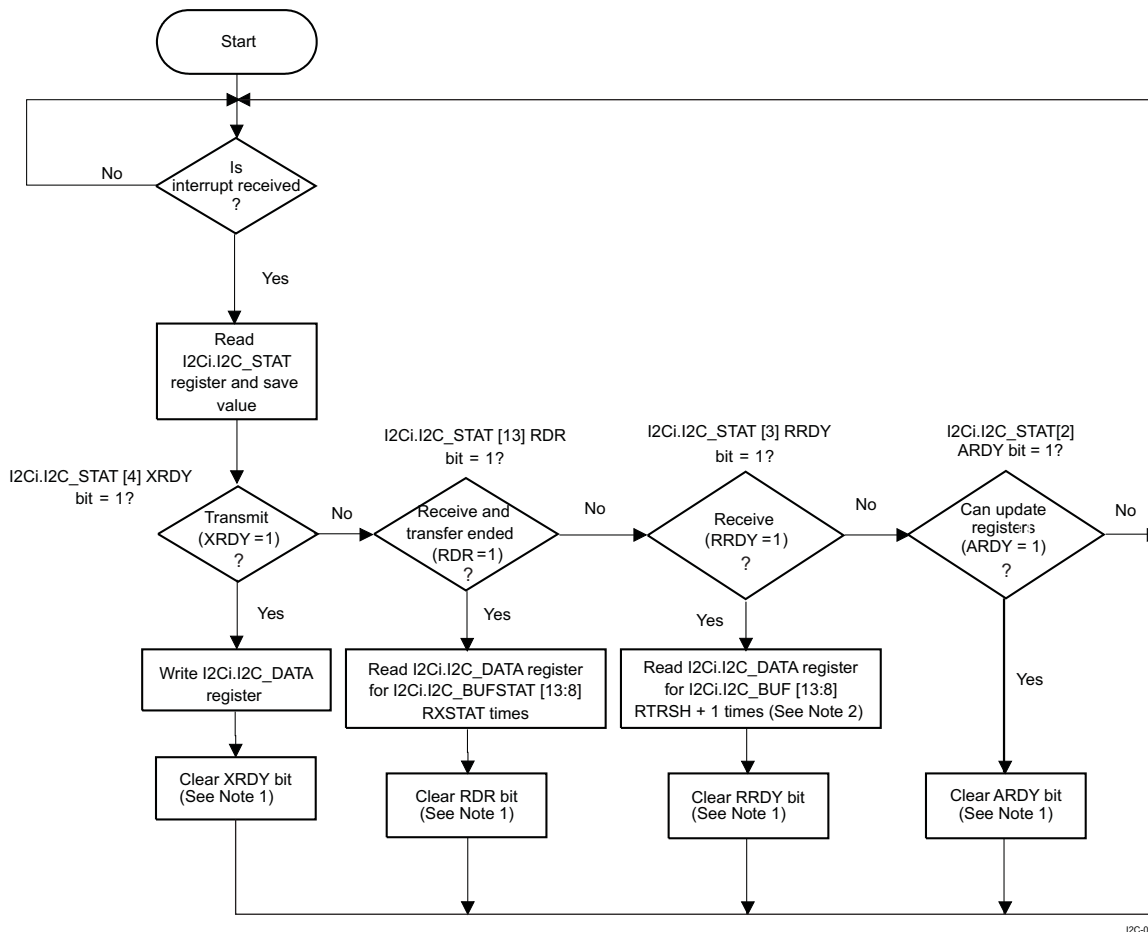 Start
Is
interrupt received
?
No
Yes
Read
I2Ci.I2C_STAT
register and save
value
I2Ci.I2C_STAT [4] XRDY
bit = 1?
I2Ci.I2C_STAT [13] RDR
bit = 1?
I2Ci.I2C_STAT [3] RRDY
bit = 1?
I2Ci.I2C_STAT[2]
ARDY bit = 1?
Transmit
(XRDY =1)
?
No
Receive and
transfer ended
(RDR =1)
?
No
Receive
(RRDY =1)
?
No
Can update
registers
(ARDY = 1)
?
No
Yes
Yes
Yes
Yes
Write I2Ci.I2C_DATA
register
Read I2Ci.I2C_DATA register
for I2Ci.I2C_BUFSTAT [13:8]
RXSTAT times
Read I2Ci.I2C_DATA register
for I2Ci.I2C_BUF [13:8]
RTRSH + 1 times (See Note 2)
Clear XRDY bit
(See Note 1)
Clear RDR bit
(See Note 1)
Clear RRDY bit
(See Note 1)
Clear ARDY bit
(See Note 1)